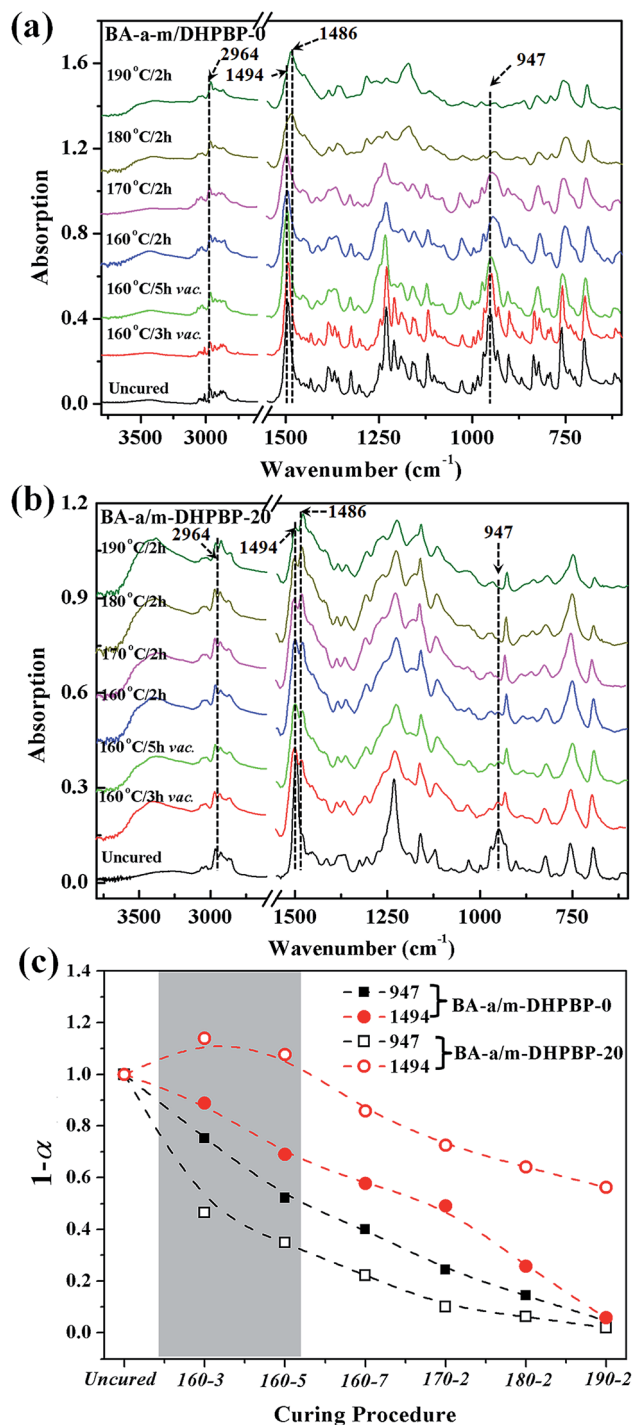 (a)
BA-a-m/DHPBP-0
2964
1494
1486
947
190°C/2h
180°C/2h
170°C/2h
160°C/2h
160°C/5h vac.
160°C/3h vac.
Uncured
Absorption
1.6
1.2
0.8
0.4
0.0
3500 3000 1500 1250 1000 750
Wavenumber (cm-1)
(b)
BA-a/m-DHPBP-20
2964
1494
1486
947
190°C/2h
180°C/2h
170°C/2h
160°C/2h
160°C/5h vac.
160°C/3h vac.
Uncured
Absorption
1.2
0.9
0.6
0.3
0.0
3500 3000 1500 1250 1000 750
Wavenumber (cm-1)
(c)
947
1494
BA-a/m-DHPBP-0
947
1494
BA-a/m-DHPBP-20
1-α
1.4
1.2
1.0
0.8
0.6
0.4
0.2
0.0
Uncured 160-3 160-5 160-7 170-2 180-2 190-2
Curing Procedure